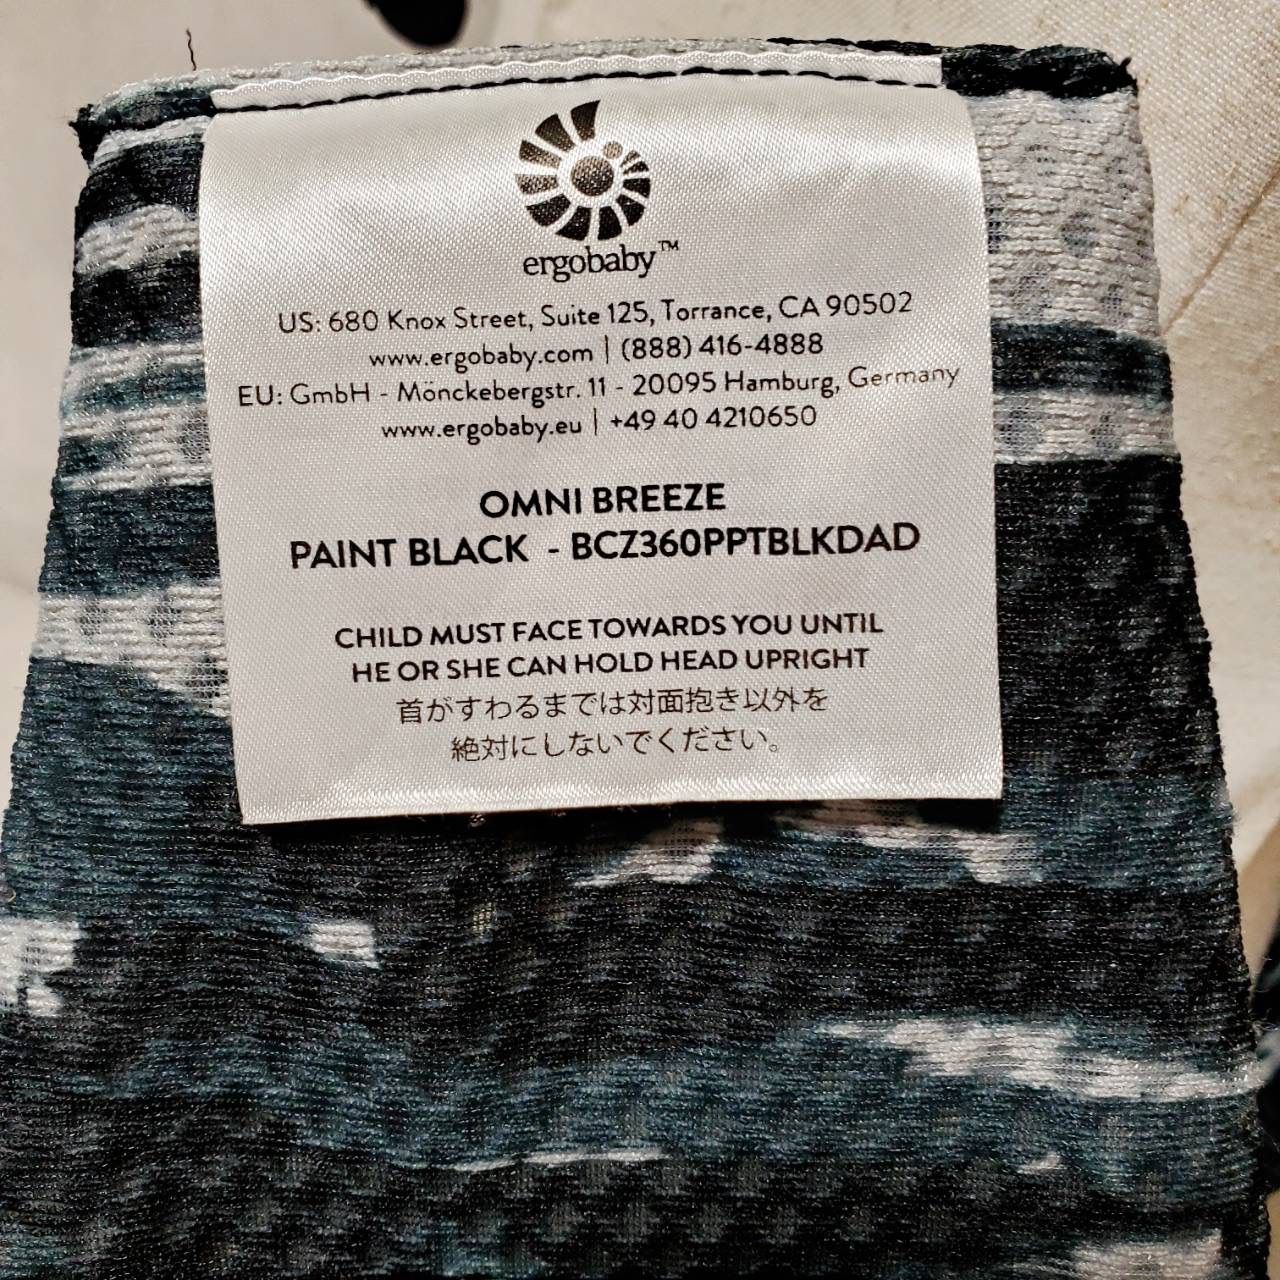 ergobaby™
US: 680 Knox Street, Suite 125, Torrance, CA 90502
www.ergobaby.com | (888) 416-4888
EU: GmbH - Mönckebergstr. 11 - 20095 Hamburg, Germany
www.ergobaby.eu | +49 40 4210650
OMNI BREEZE
PAINT BLACK - BCZ360PPTBLKDAD
CHILD MUST FACE TOWARDS YOU UNTIL
HE OR SHE CAN HOLD HEAD UPRIGHT
首がすわるまでは対面抱き以外を
絶対にしないでください。